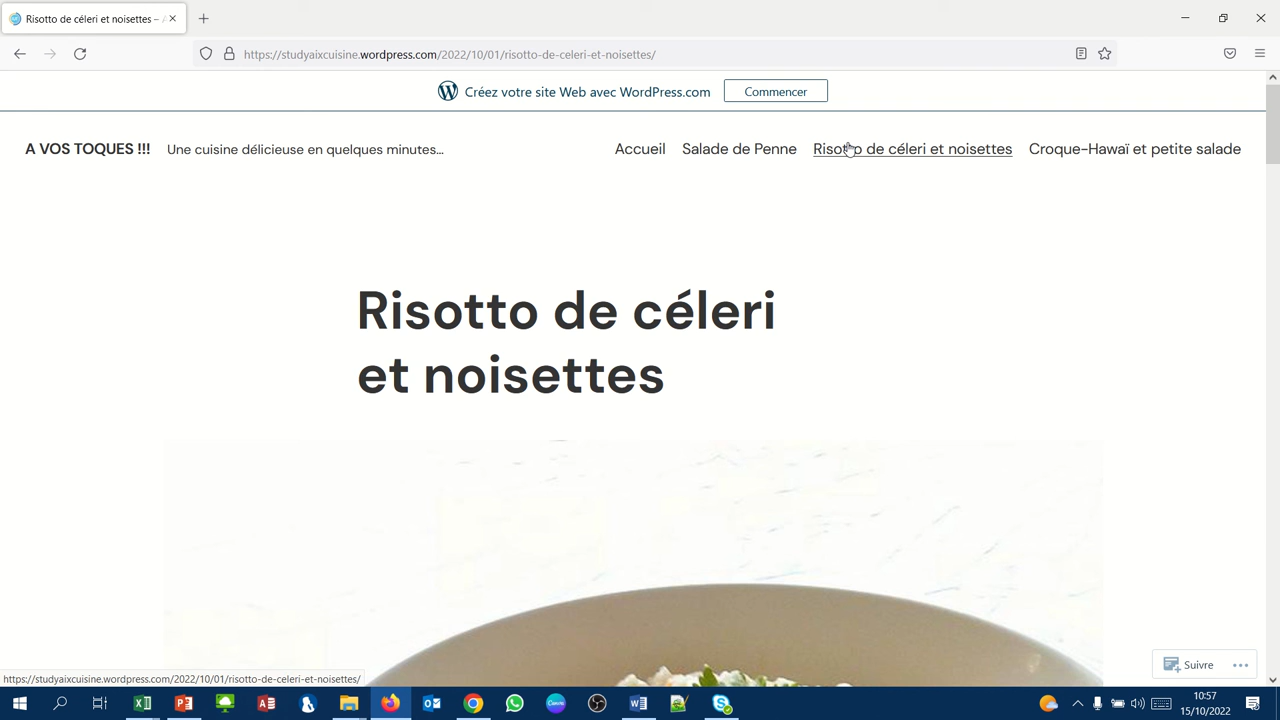 Risotto de céleri et noisettes –
https://studyaixcuisine.wordpress.com/2022/10/01/risotto-de-celeri-et-noisettes/
Créez votre site Web avec WordPress.com
Commencer
A VOS TOQUES !!! Une cuisine délicieuse en quelques minutes... Accueil Salade de Penne Risotto de céleri et noisettes Croque-Hawaï et petite salade
Risotto de céleri
et noisettes
Suivre
https://studyaixcuisine.wordpress.com/2022/10/01/risotto-de-celeri-et-noisettes/
10:57
15/10/2022